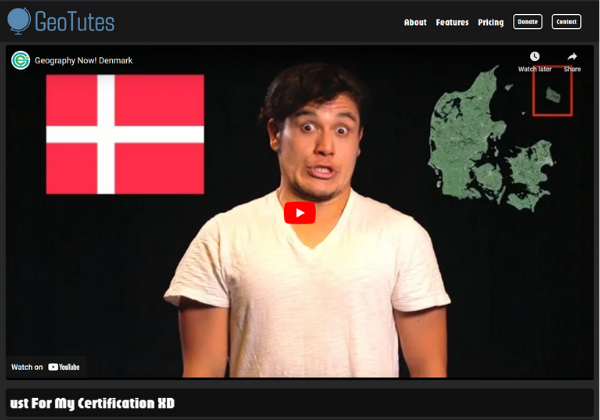 GeoTutes
About Features Pricing Donate Contact
Geography Now! Denmark
Watch later Share
Watch on YouTube
ust For My Certification XD